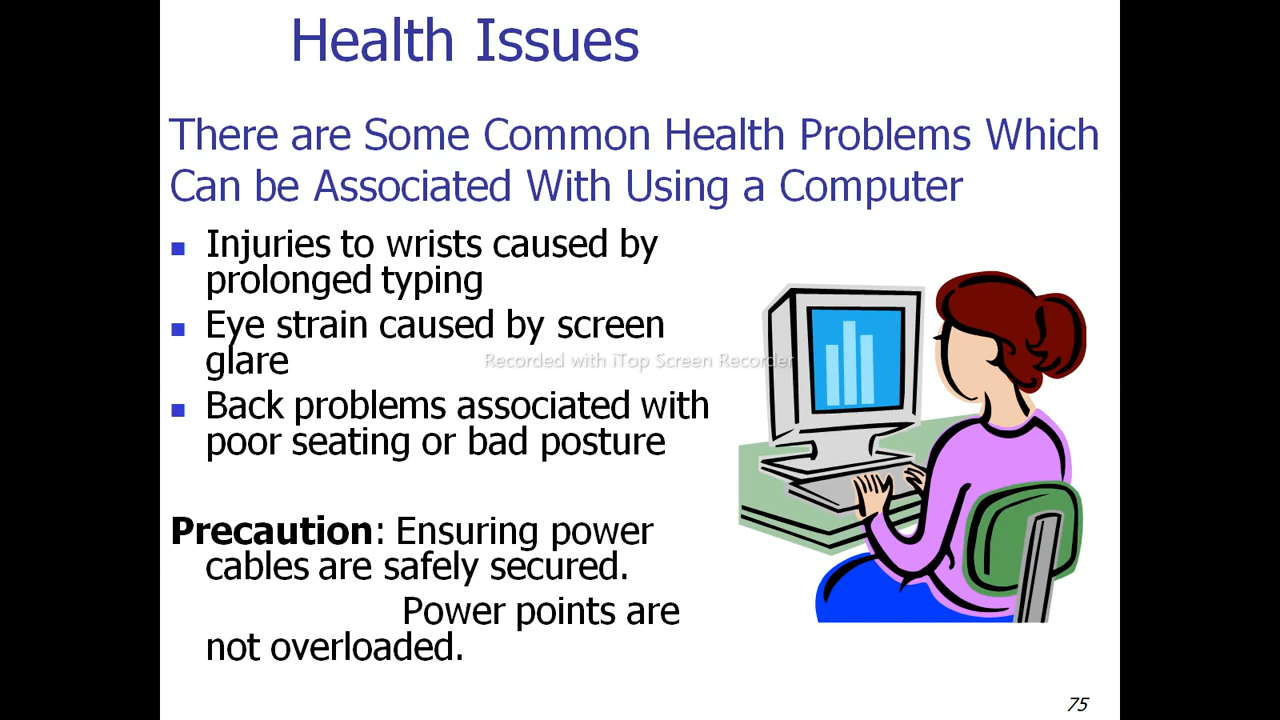 Health Issues
There are Some Common Health Problems Which
Can be Associated With Using a Computer
Injuries to wrists caused by
prolonged typing
Eye strain caused by screen
glare
Recorded with iTop Screen Recorder
Back problems associated with
poor seating or bad posture
Precaution: Ensuring power
cables are safely secured.
Power points are
not overloaded.
75